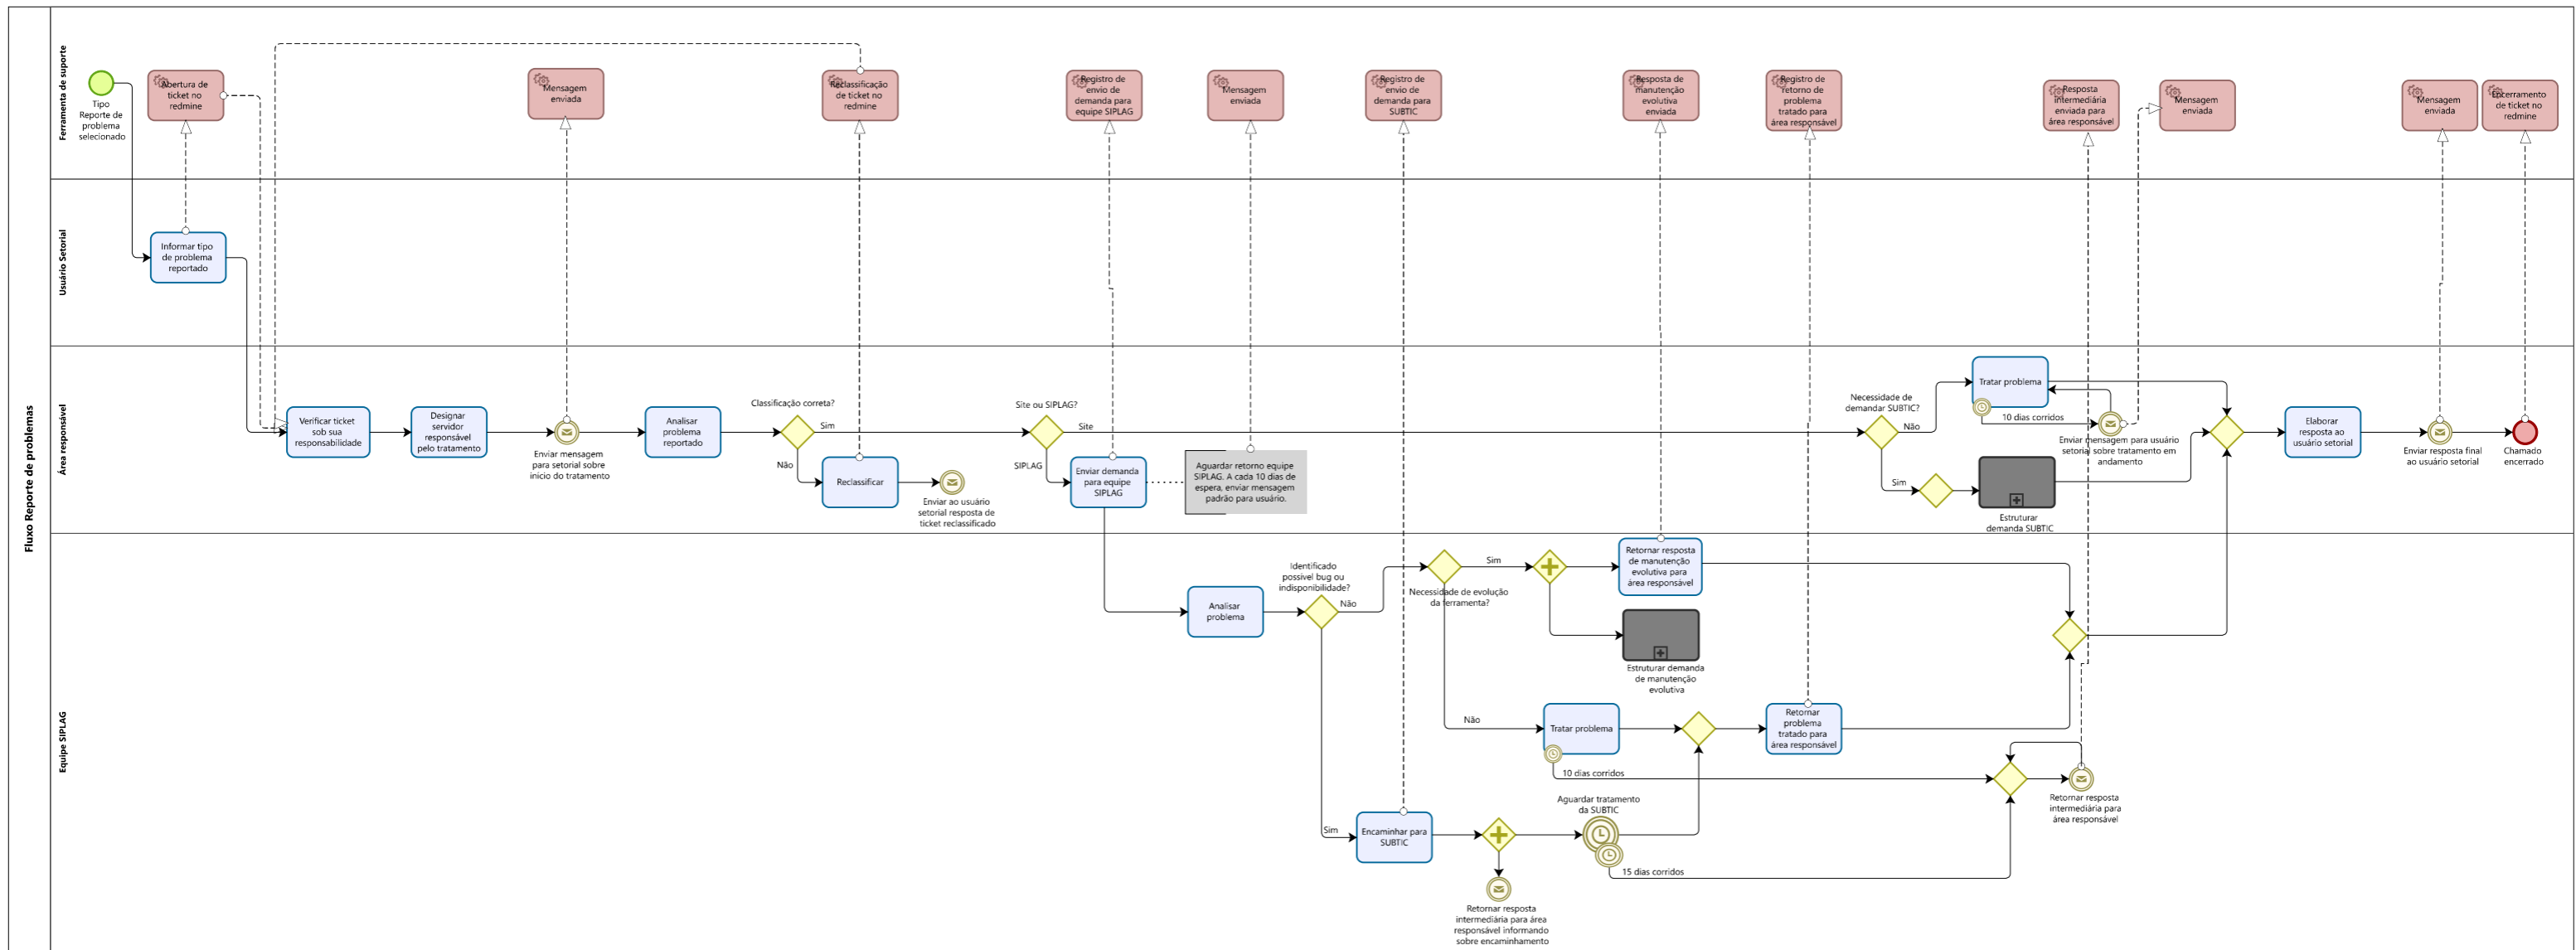 Fluxo Reporte de problemas
Ferramenta de suporte
Tipo
Reporte de
problema
selecionado
Abertura de
ticket no
redmine
Mensagem
enviada
Reclassificação
de ticket no
redmine
Registro de
envio de
demanda para
equipe SIPLAG
Mensagem
enviada
Registro de
envio de
demanda para
SUBTIC
Resposta de
manutenção
evolutiva
enviada
Registro de
retorno de
problema
tratado para
área responsável
Resposta
intermediária
enviada para
área responsável
Mensagem
enviada
Mensagem
enviada
Encerramento
de ticket no
redmine
Usuário Setorial
Informar tipo
de problema
reportado
Área responsável
Verificar ticket
sob sua
responsabilidade
Designar
servidor
responsável
pelo tratamento
Enviar mensagem
para setorial sobre
inicio do tratamento
Analisar
problema
reportado
Classificação correta?
Sim
Não
Reclassificar
Enviar ao usuário
setorial resposta de
ticket reclassificado
Site ou SIPLAG?
Site
SIPLAG
Enviar demanda
para equipe
SIPLAG
Aguardar retorno equipe
SIPLAG. A cada 10 dias de
espera, enviar mensagem
padrão para usuário.
Necessidade de
demandar SUBTIC?
Não
Sim
Tratar problema
10 dias corridos
Enviar mensagem para usuário
setorial sobre tratamento em
andamento
Estruturar
demanda SUBTIC
Elaborar
resposta ao
usuário setorial
Enviar resposta final
ao usuário setorial
Chamado
encerrado
Equipe SIPLAG
Analisar
problema
Identificado
possivel bug ou
indisponibilidade?
Não
Sim
Necessidade de evolução
da ferramenta?
Sim
Não
Retornar resposta
de manutenção
evolutiva para
área responsável
Estruturar demanda
de manutenção
evolutiva
Tratar problema
10 dias corridos
Retornar
problema
tratado para
área responsável
Encaminhar para
SUBTIC
Aguardar tratamento
da SUBTIC
15 dias corridos
Retornar resposta
intermediária para
área responsável
Retornar resposta
intermediária para área
responsável informando
sobre encaminhamento